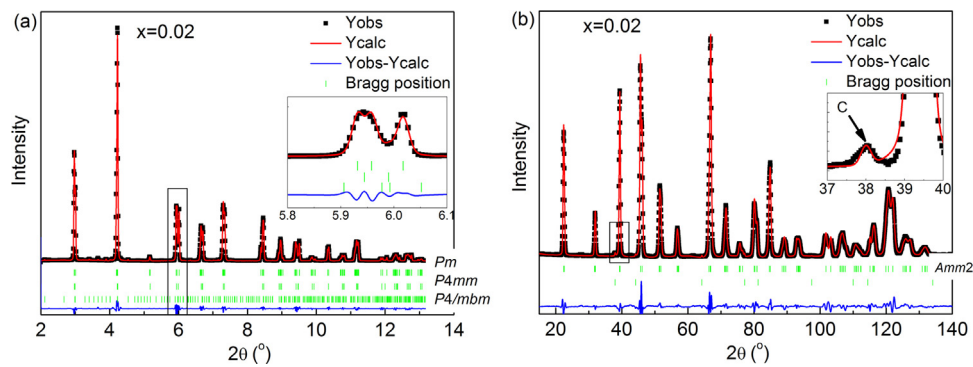 (a)
x=0.02
Yobs
Ycalc
Yobs-Ycalc
Bragg position
Intensity
5.8 5.9 6.0 6.1
Pm
P4mm
P4/mbm
2 4 6 8 10 12 14
2θ (°)
(b)
x=0.02
Yobs
Ycalc
Yobs-Ycalc
Bragg position
Intensity
C
37 38 39 40
Amm2
20 40 60 80 100 120 140
2θ (°)